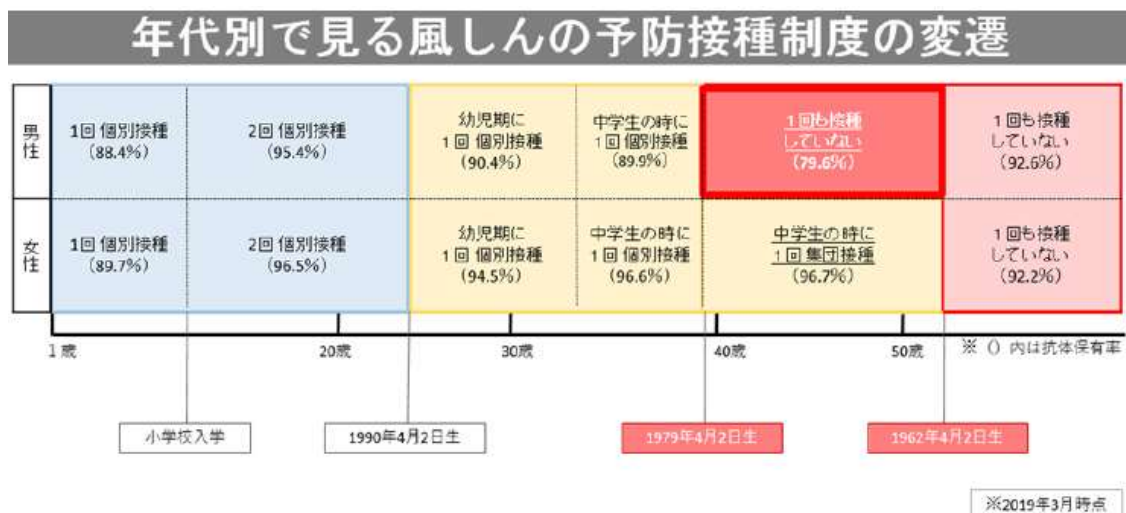 年代別で見る風しんの予防接種制度の変遷
男性
1回 個別接種
(88.4%)
2回 個別接種
(95.4%)
幼児期に
1回 個別接種
(90.4%)
中学生の時に
1回 個別接種
(89.9%)
1回も接種
していない
(79.6%)
1回も接種
していない
(92.6%)
女性
1回 個別接種
(89.7%)
2回 個別接種
(96.5%)
幼児期に
1回 個別接種
(94.5%)
中学生の時に
1回 個別接種
(96.6%)
中学生の時に
1回 集団接種
(96.7%)
1回も接種
していない
(92.2%)
1歳
20歳
30歳
40歳
50歳
※ () 内は抗体保有率
小学校入学
1990年4月2日生
1979年4月2日生
1962年4月2日生
※2019年3月時点